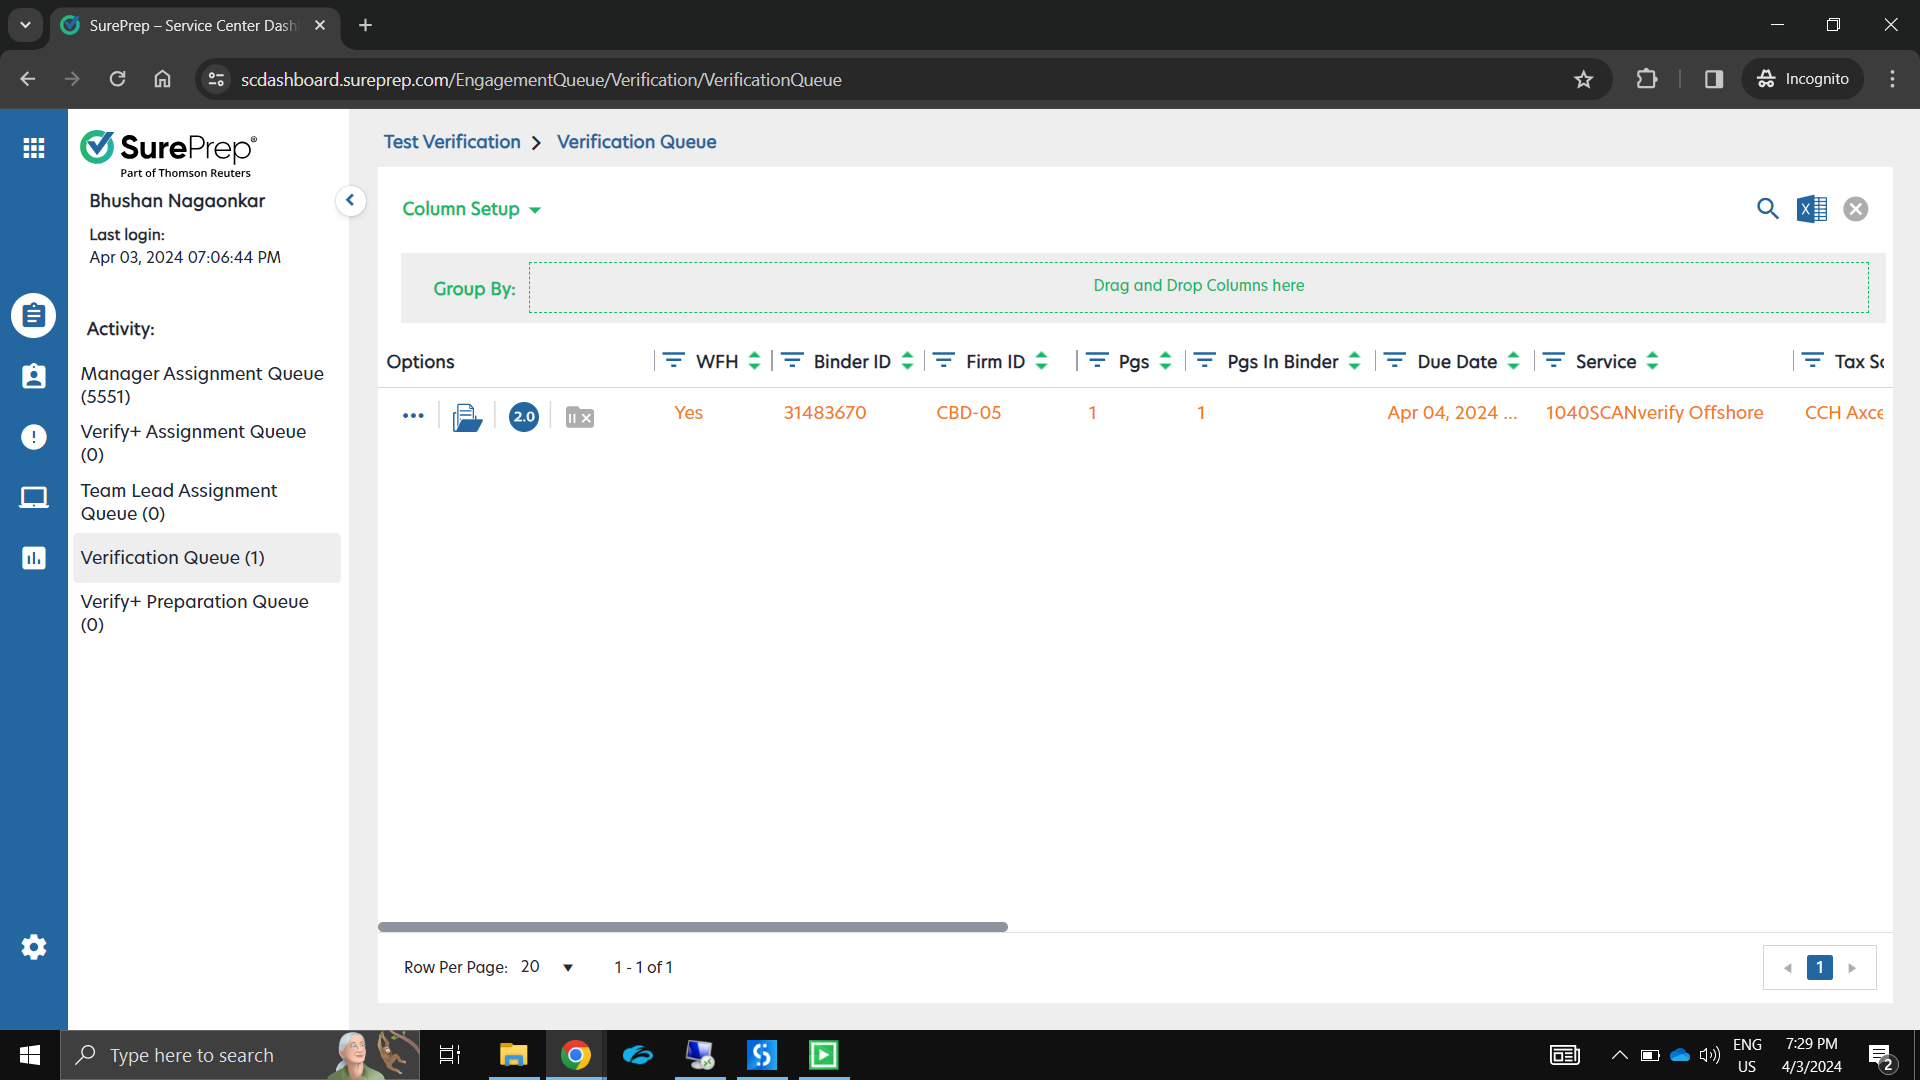 SurePrep – Service Center Dash
scdashboard.sureprep.com/EngagementQueue/Verification/VerificationQueue
Incognito
SurePrep®
Part of Thomson Reuters
Bhushan Nagaonkar
Last login:
Apr 03, 2024 07:06:44 PM
Activity:
Manager Assignment Queue
(5551)
Verify+ Assignment Queue
(0)
Team Lead Assignment
Queue (0)
Verification Queue (1)
Verify+ Preparation Queue
(0)
Test Verification > Verification Queue
Column Setup
Group By: Drag and Drop Columns here
Options WFH Binder ID Firm ID Pgs Pgs In Binder Due Date Service Tax So
2.0 Yes 31483670 CBD-05 1 1 Apr 04, 2024 ... 1040SCANverify Offshore CCH Axce
Row Per Page: 20 1 - 1 of 1
1
Type here to search
ENG
US
7:29 PM
4/3/2024
2